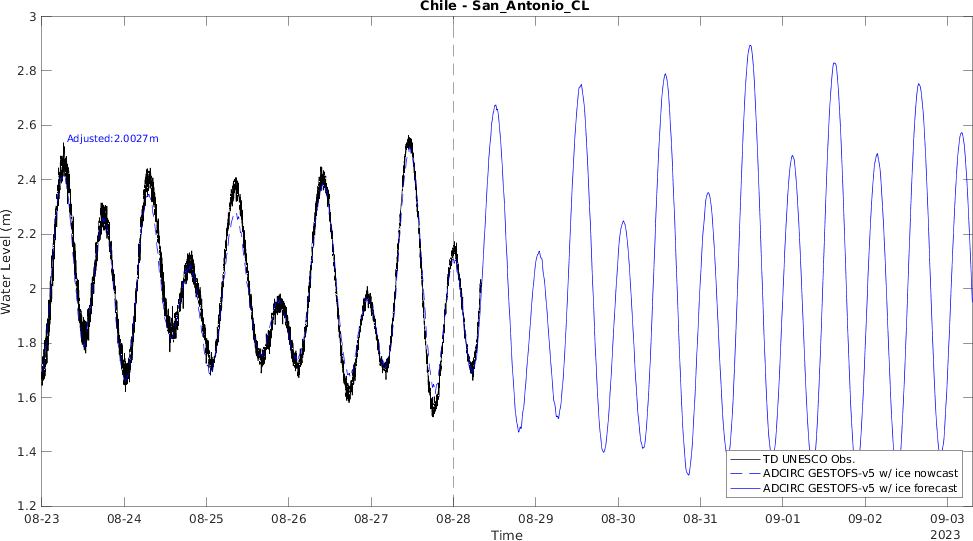 Chile - San_Antonio_CL
Water Level (m)
3
2.8
2.6
2.4
2.2
2
1.8
1.6
1.4
1.2
Adjusted:2.0027m
TD UNESCO Obs.
ADCIRC GESTOFS-v5 w/ ice nowcast
ADCIRC GESTOFS-v5 w/ ice forecast
08-23 08-24 08-25 08-26 08-27 08-28 08-29 08-30 08-31 09-01 09-02 09-03
2023
Time